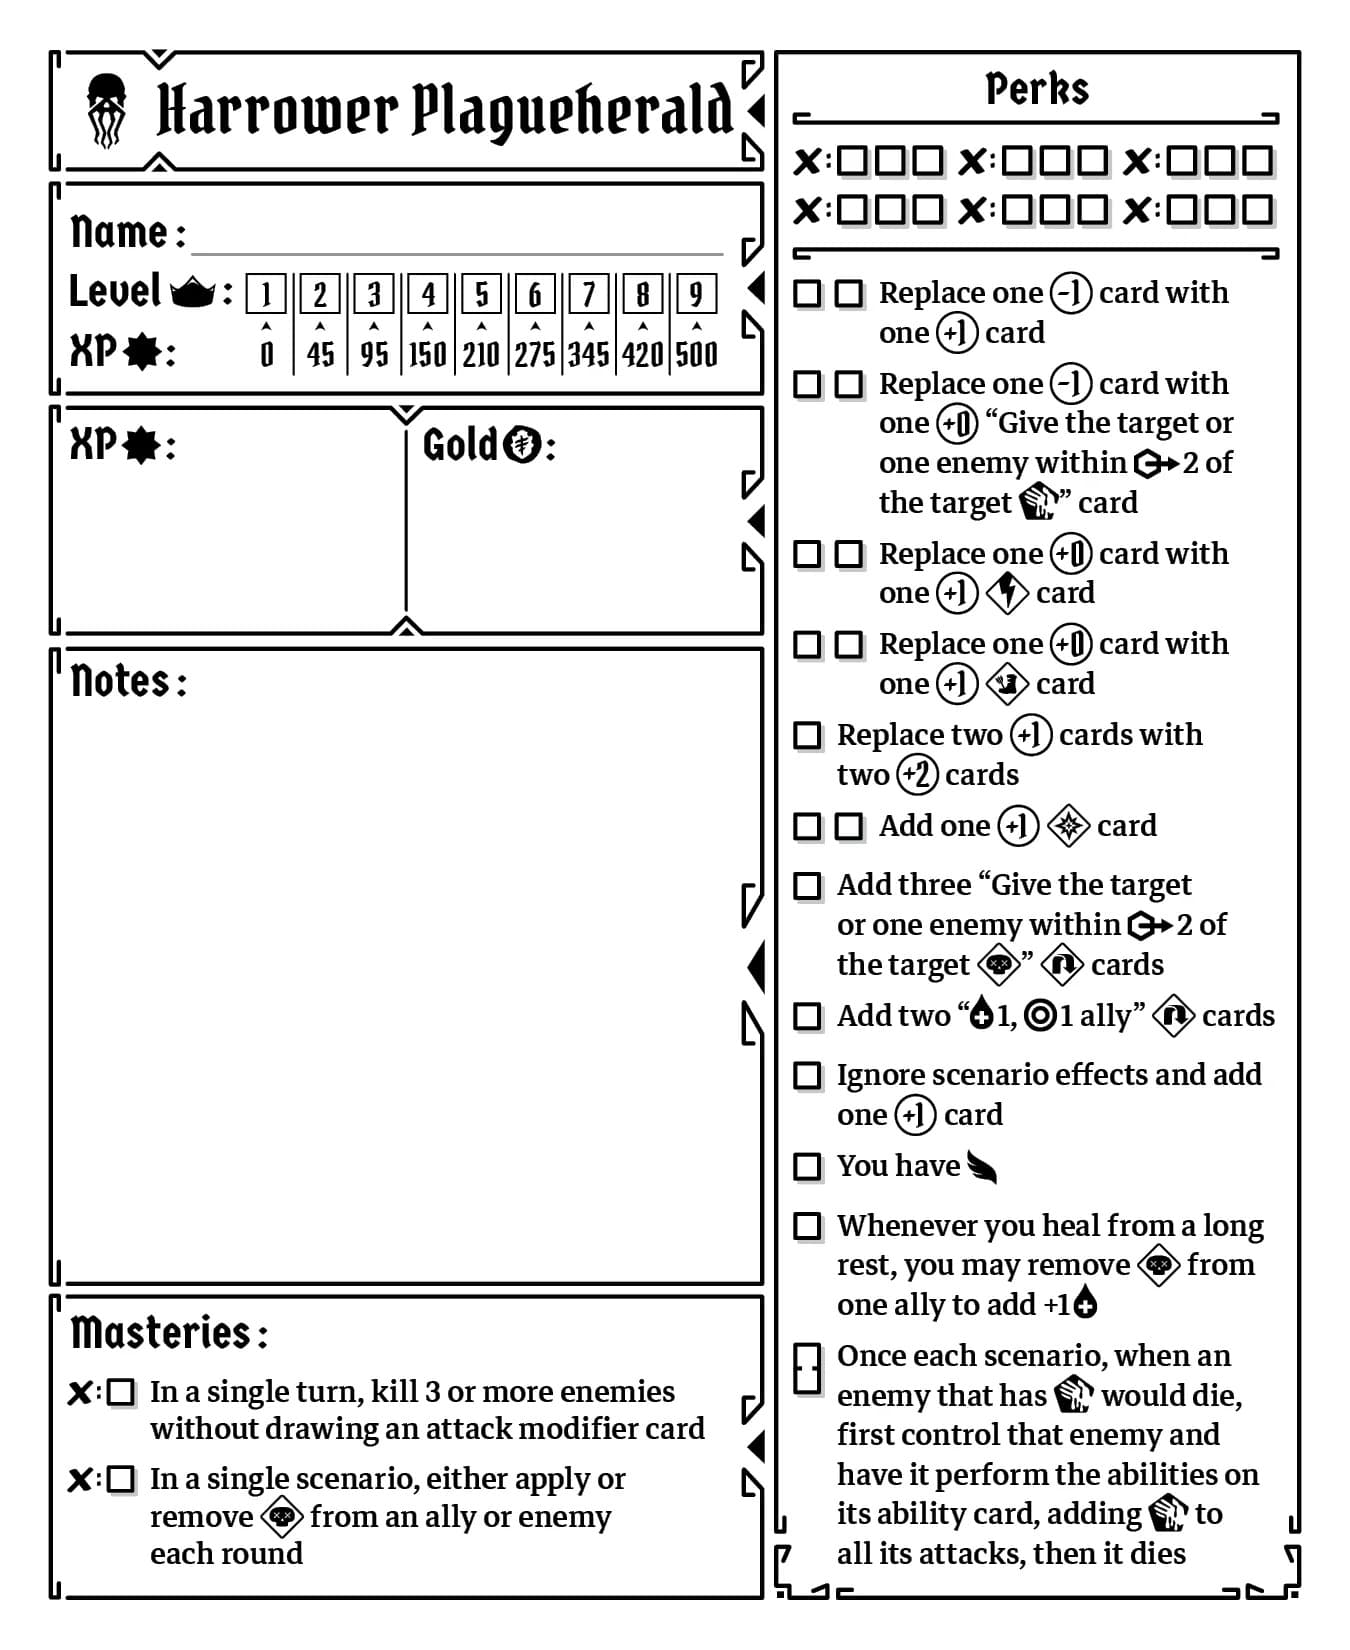 Harrower Plagueherald
Name:
Level : 1 2 3 4 5 6 7 8 9
XP : 0 45 95 150 210 275 345 420 500
XP : Gold :
Notes:
Masteries:
In a single turn, kill 3 or more enemies
without drawing an attack modifier card
In a single scenario, either apply or
remove from an ally or enemy
each round
Perks
Replace one -1 card with
one +1 card
Replace one -1 card with
one +0 “Give the target or
one enemy within 2 of
the target ” card
Replace one +0 card with
one +1 card
Replace one +0 card with
one +1 card
Replace two +1 cards with
two +2 cards
Add one +1 card
Add three “Give the target
or one enemy within 2 of
the target ” cards
Add two “ 1, 1 ally” cards
Ignore scenario effects and add
one +1 card
You have
Whenever you heal from a long
rest, you may remove from
one ally to add +1
Once each scenario, when an
enemy that has would die,
first control that enemy and
have it perform the abilities on
its ability card, adding to
all its attacks, then it dies